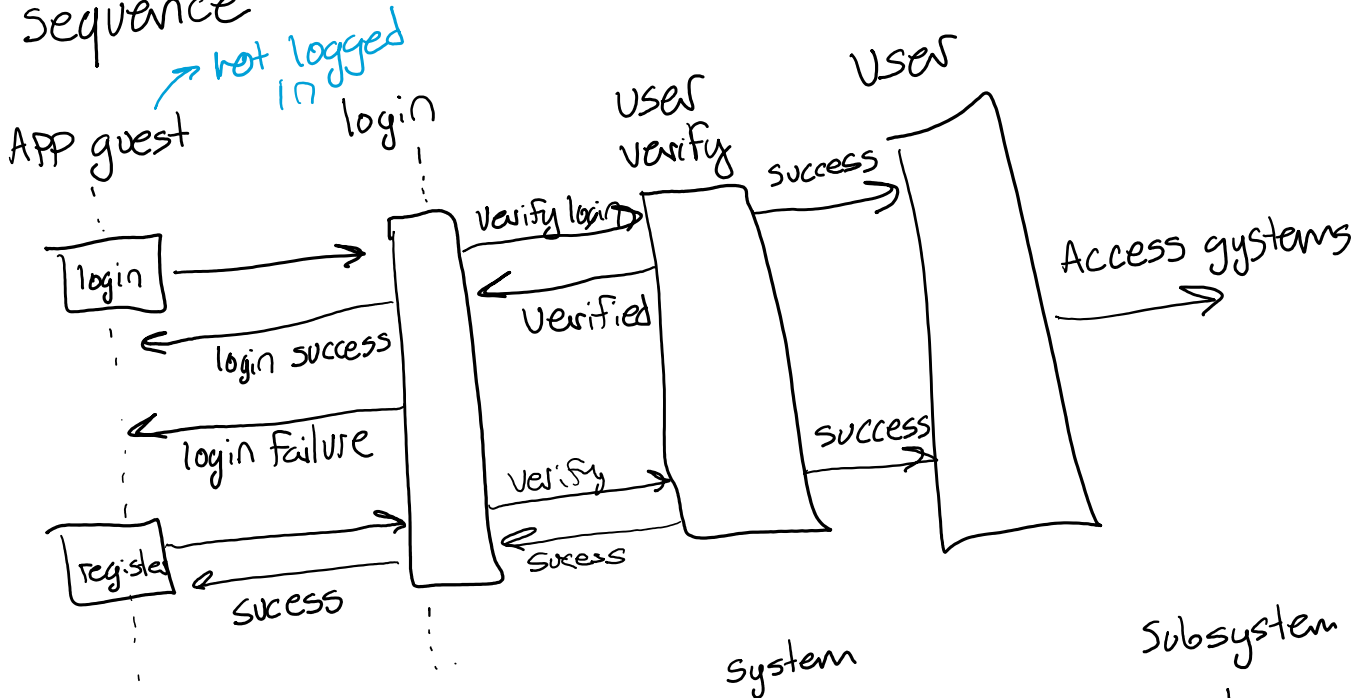 sequence
not logged
in
APP guest
login
user
verify
User
success
verify login
login
Access gystems
verified
login success
login failure
success
verify
register
sucess
sucess
system
Subsystem